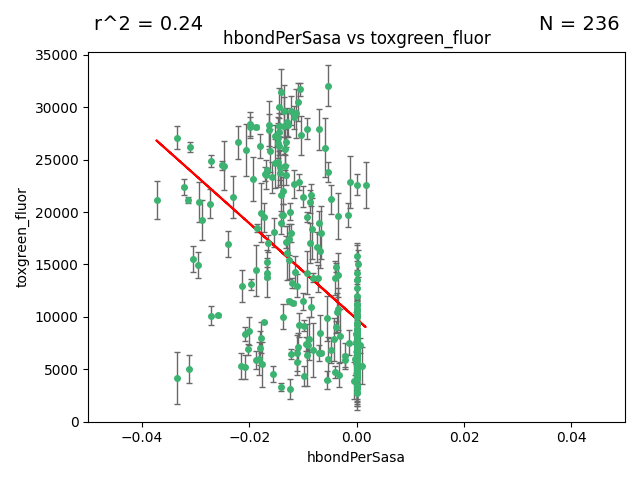 r^2 = 0.24
N = 236
hbondPerSasa vs toxgreen_fluor
35000
30000
25000
20000
15000
10000
5000
0
toxgreen_fluor
−0.04
−0.02
0.00
0.02
0.04
hbondPerSasa